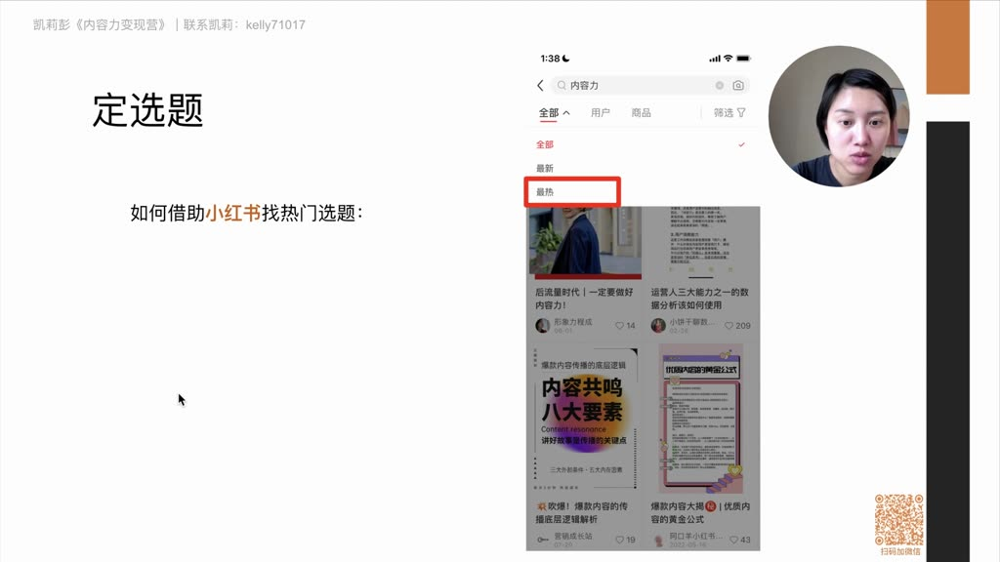 凯莉彭《内容力变现营》｜联系凯莉：kelly71017
定选题
如何借助小红书找热门选题：
1:38
内容力
全部 用户 商品 筛选
全部
最新
最热
后流量时代｜一定要做好
内容力！
形象力程成
06-01
14
运营人三大能力之一的数
据分析该如何使用
小饼干聊数...
209
爆款内容传播的底层逻辑
内容共鸣
八大要素
Content resonance
讲好故事是传播的关键点
三大外部条件·五大内在因素
优质内容的黄金公式
💥吹爆！爆款内容的传
播底层逻辑解析
营销成长站
07-20
19
爆款内容大揭㊙️|优质内
容的黄金公式
阿口羊小红书...
2022-05-16
43
扫码加微信